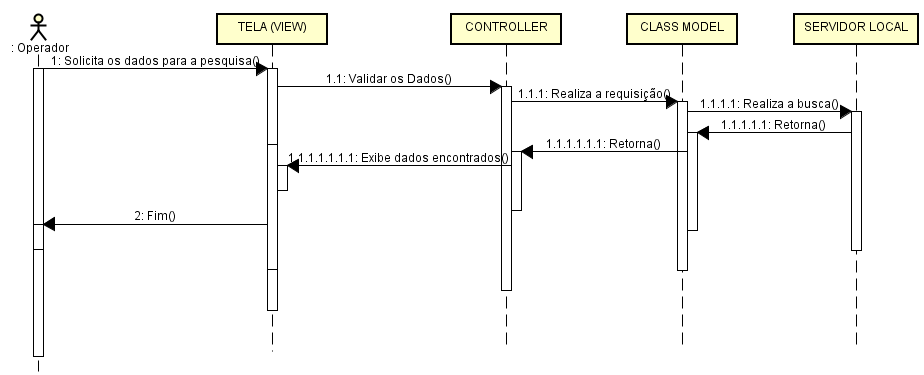 TELA (VIEW)
CONTROLLER
CLASS MODEL
SERVIDOR LOCAL
: Operador
1: Solicita os dados para a pesquisa()
1.1: Validar os Dados()
1.1.1: Realiza a requisição()
1.1.1.1: Realiza a busca()
1.1.1.1.1: Retorna()
1.1.1.1.1.1: Retorna()
1.1.1.1.1.1.1: Exibe dados encontrados()
2: Fim()